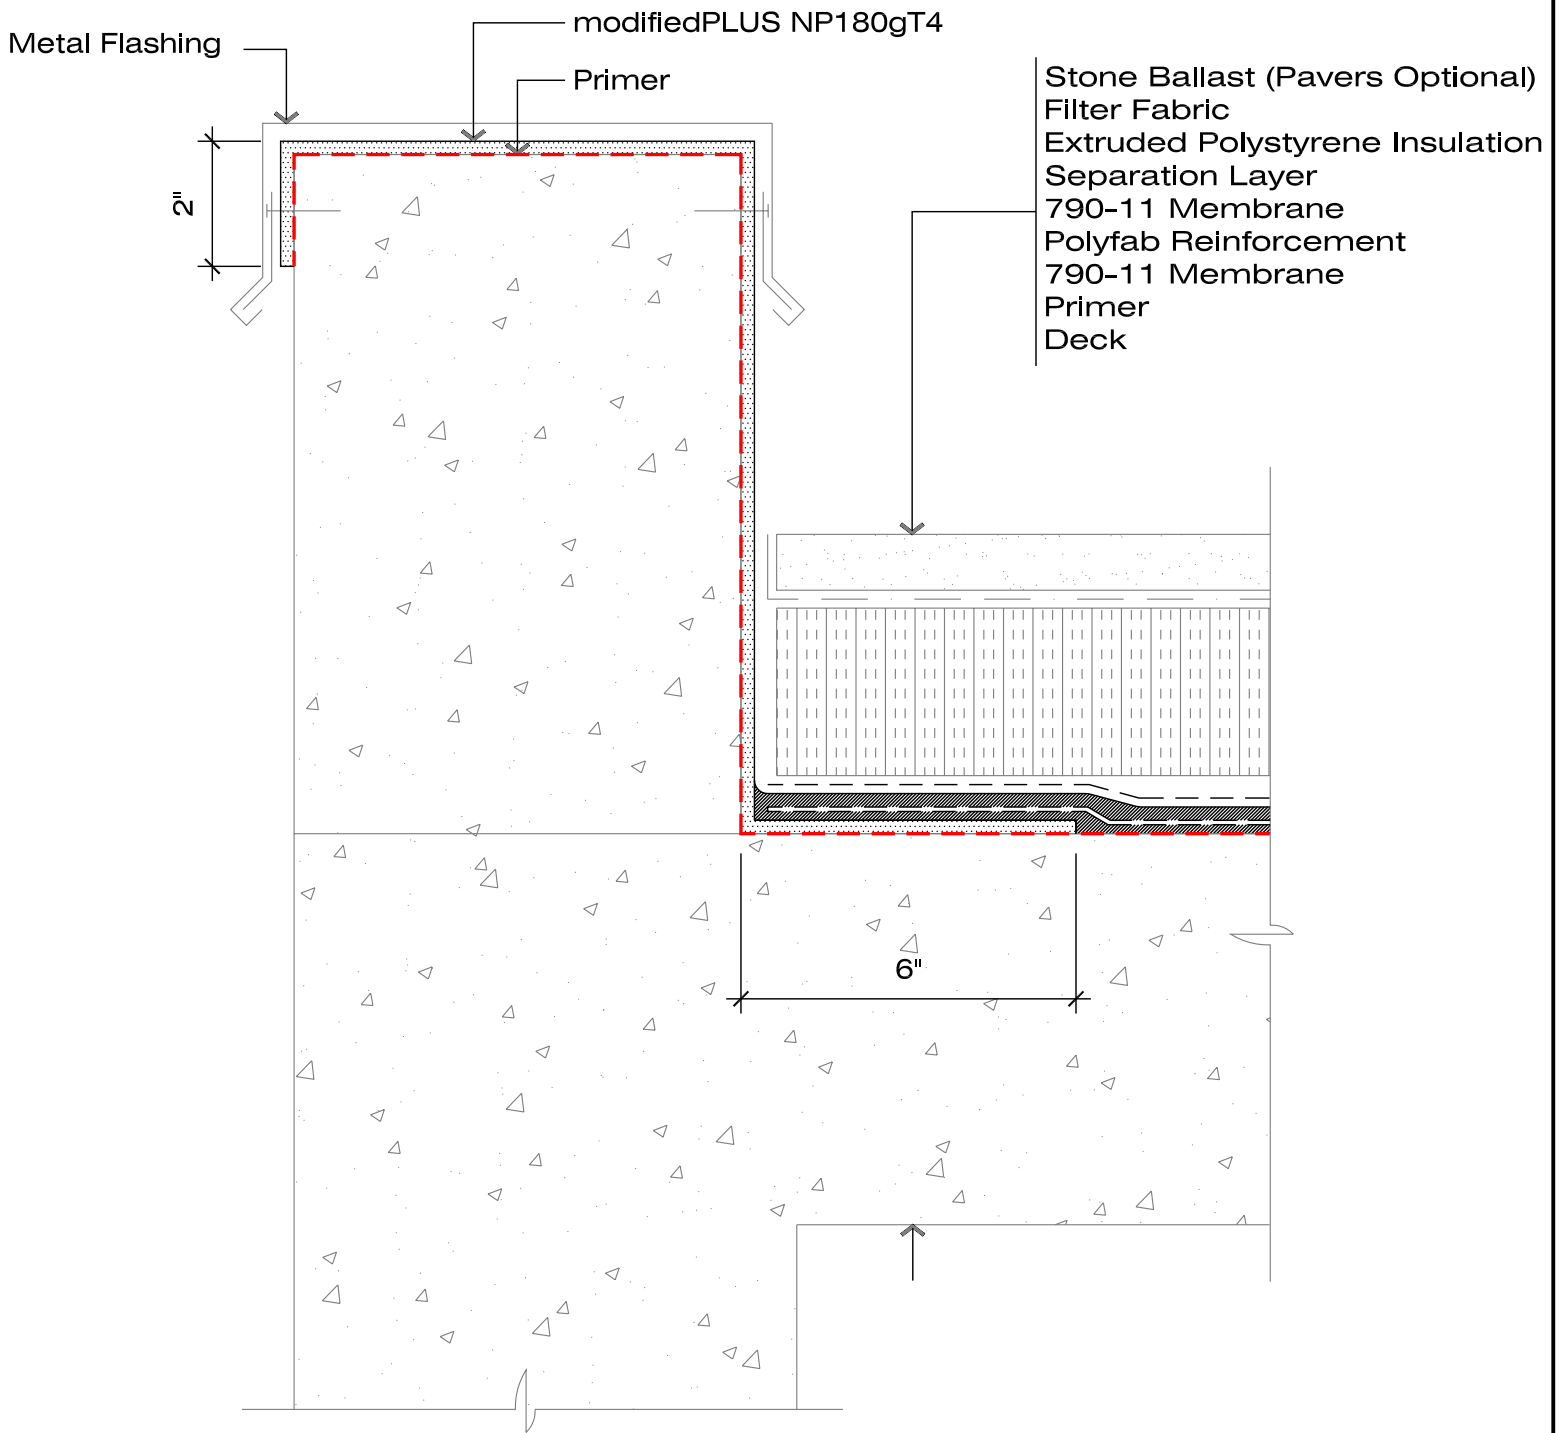 modifiedPLUS NP180gT4
Metal Flashing
Primer
Stone Ballast (Pavers Optional)
Filter Fabric
Extruded Polystyrene Insulation
Separation Layer
790-11 Membrane
Polyfab Reinforcement
790-11 Membrane
Primer
Deck
2"
6"